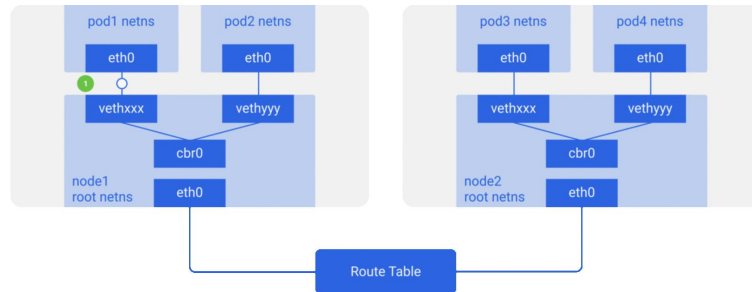 pod1 netns
pod2 netns
eth0
eth0
1
vethxxx
vethyyy
cbr0
node1
root netns
eth0
pod3 netns
pod4 netns
eth0
eth0
vethxxx
vethyyy
cbr0
node2
root netns
eth0
Route Table